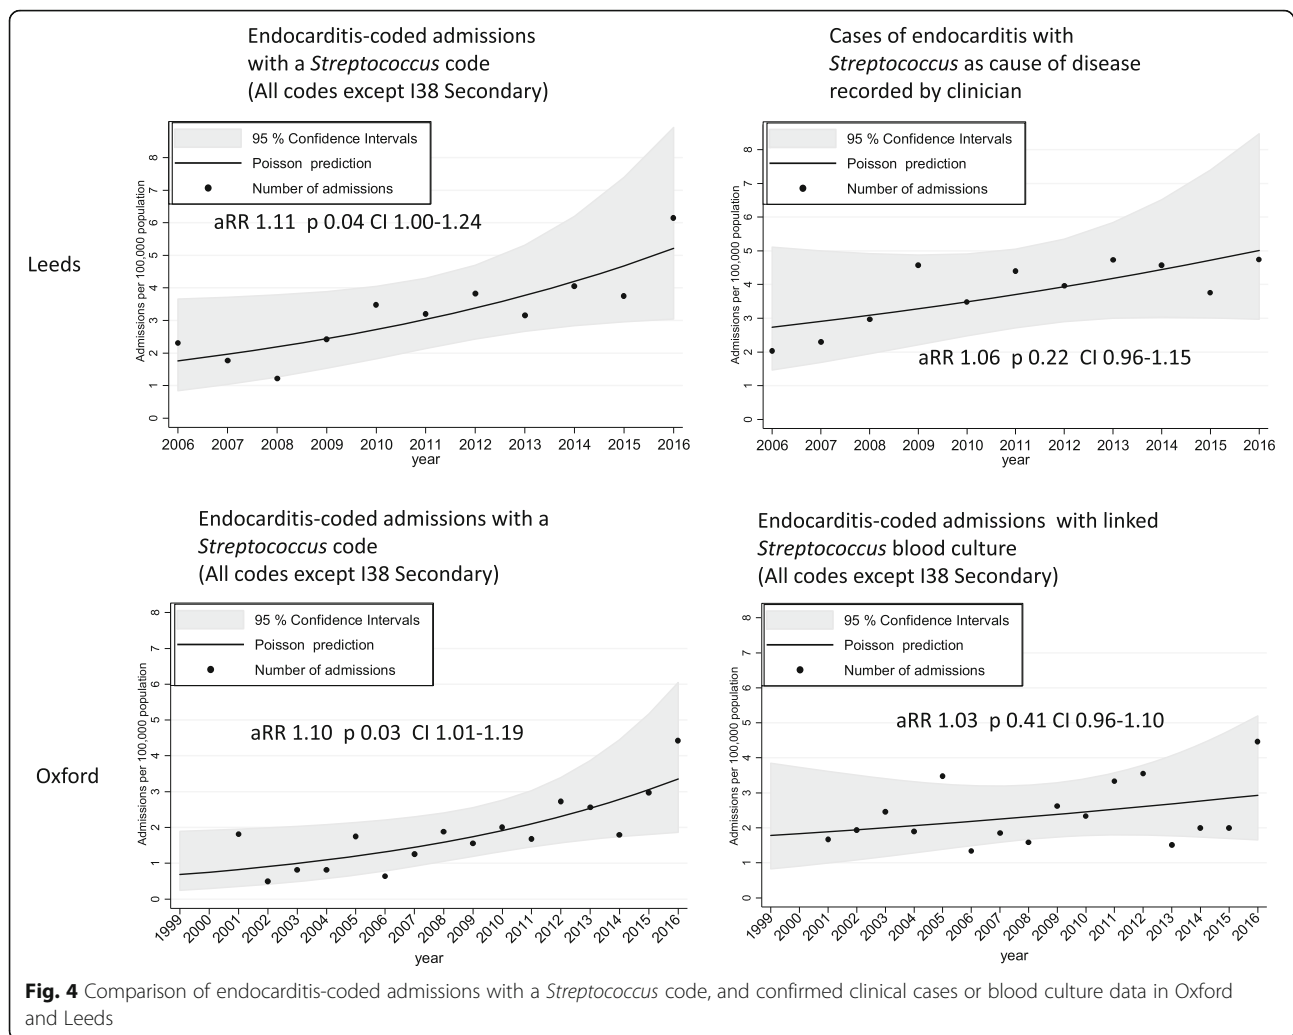 Endocarditis-coded admissions
with a Streptococcus code
(All codes except I38 Secondary)
95 % Confidence Intervals
Poisson prediction
Number of admissions
aRR 1.11 p 0.04 CI 1.00-1.24
Admissions per 100,000 population
8
7
6
5
4
3
2
1
0
2006 2007 2008 2009 2010 2011 2012 2013 2014 2015 2016
year
Leeds
Cases of endocarditis with
Streptococcus as cause of disease
recorded by clinician
95 % Confidence Intervals
Poisson prediction
Number of admissions
Admissions per 100,000 population
8
7
6
5
4
3
2
1
0
aRR 1.06 p 0.22 CI 0.96-1.15
2006 2007 2008 2009 2010 2011 2012 2013 2014 2015 2016
year
Endocarditis-coded admissions with a
Streptococcus code
(All codes except I38 Secondary)
95 % Confidence Intervals
Poisson prediction
Number of admissions
aRR 1.10 p 0.03 CI 1.01-1.19
Admissions per 100,000 population
8
7
6
5
4
3
2
1
0
1999 2000 2001 2002 2003 2004 2005 2006 2007 2008 2009 2010 2011 2012 2013 2014 2015 2016
year
Oxford
Endocarditis-coded admissions with linked
Streptococcus blood culture
(All codes except I38 Secondary)
95 % Confidence Intervals
Poisson prediction
Number of admissions
aRR 1.03 p 0.41 CI 0.96-1.10
Admissions per 100,000 population
8
7
6
5
4
3
2
1
0
1999 2000 2001 2002 2003 2004 2005 2006 2007 2008 2009 2010 2011 2012 2013 2014 2015 2016
year
Fig. 4 Comparison of endocarditis-coded admissions with a Streptococcus code, and confirmed clinical cases or blood culture data in Oxford
and Leeds